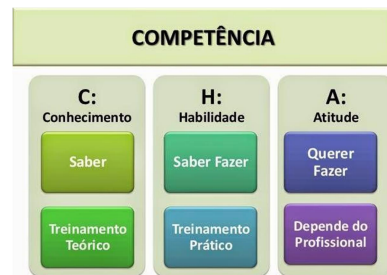 COMPETÊNCIA
C:
Conhecimento
Saber
Treinamento
Teórico
H:
Habilidade
Saber Fazer
Treinamento
Prático
A:
Atitude
Querer
Fazer
Depende do
Profissional